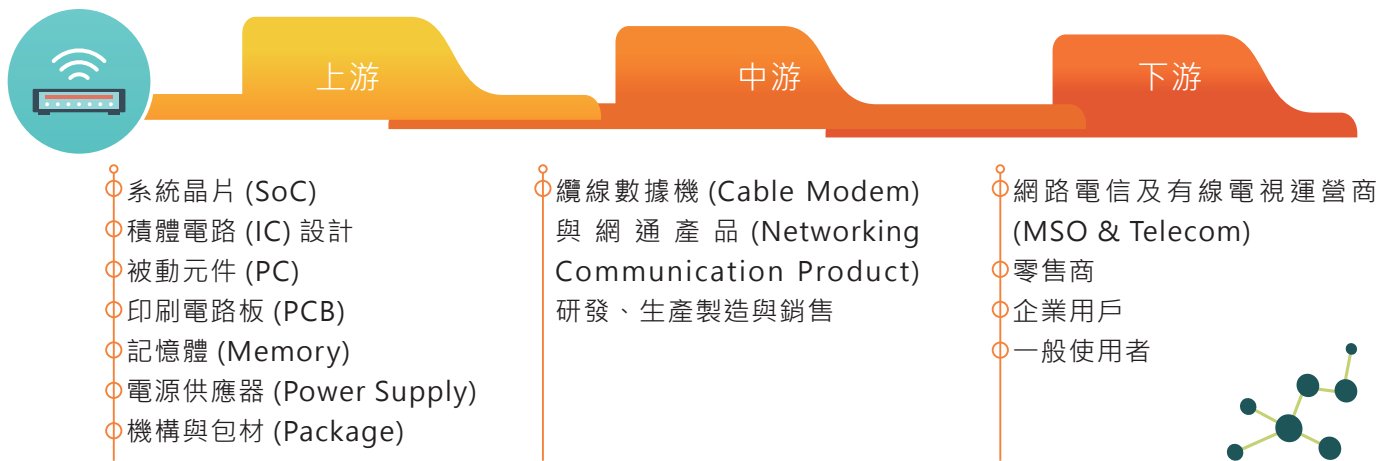 上游
系統晶片 (SoC)
積體電路 (IC) 設計
被動元件 (PC)
印刷電路板 (PCB)
記憶體 (Memory)
電源供應器 (Power Supply)
機構與包材 (Package)
中游
纜線數據機 (Cable Modem)
與網通產品 (Networking
Communication Product)
研發、生產製造與銷售
下游
網路電信及有線電視運營商
(MSO & Telecom)
零售商
企業用戶
一般使用者